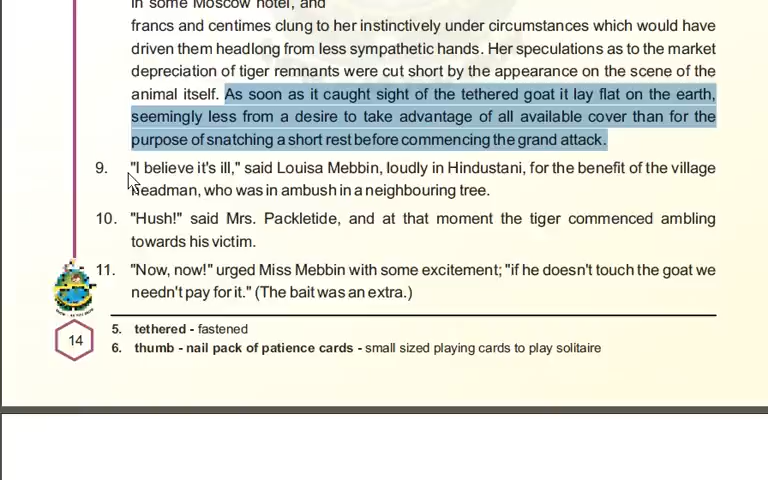 in some Moscow hotel, and
francs and centimes clung to her instinctively under circumstances which would have
driven them headlong from less sympathetic hands. Her speculations as to the market
depreciation of tiger remnants were cut short by the appearance on the scene of the
animal itself. As soon as it caught sight of the tethered goat it lay flat on the earth,
seemingly less from a desire to take advantage of all available cover than for the
purpose of snatching a short rest before commencing the grand attack.
9. "I believe it's ill," said Louisa Mebbin, loudly in Hindustani, for the benefit of the village
headman, who was in ambush in a neighbouring tree.
10. "Hush!" said Mrs. Packletide, and at that moment the tiger commenced ambling
towards his victim.
11. "Now, now!" urged Miss Mebbin with some excitement; "if he doesn't touch the goat we
needn't pay for it." (The bait was an extra.)
5. tethered - fastened
14
6. thumb - nail pack of patience cards - small sized playing cards to play solitaire